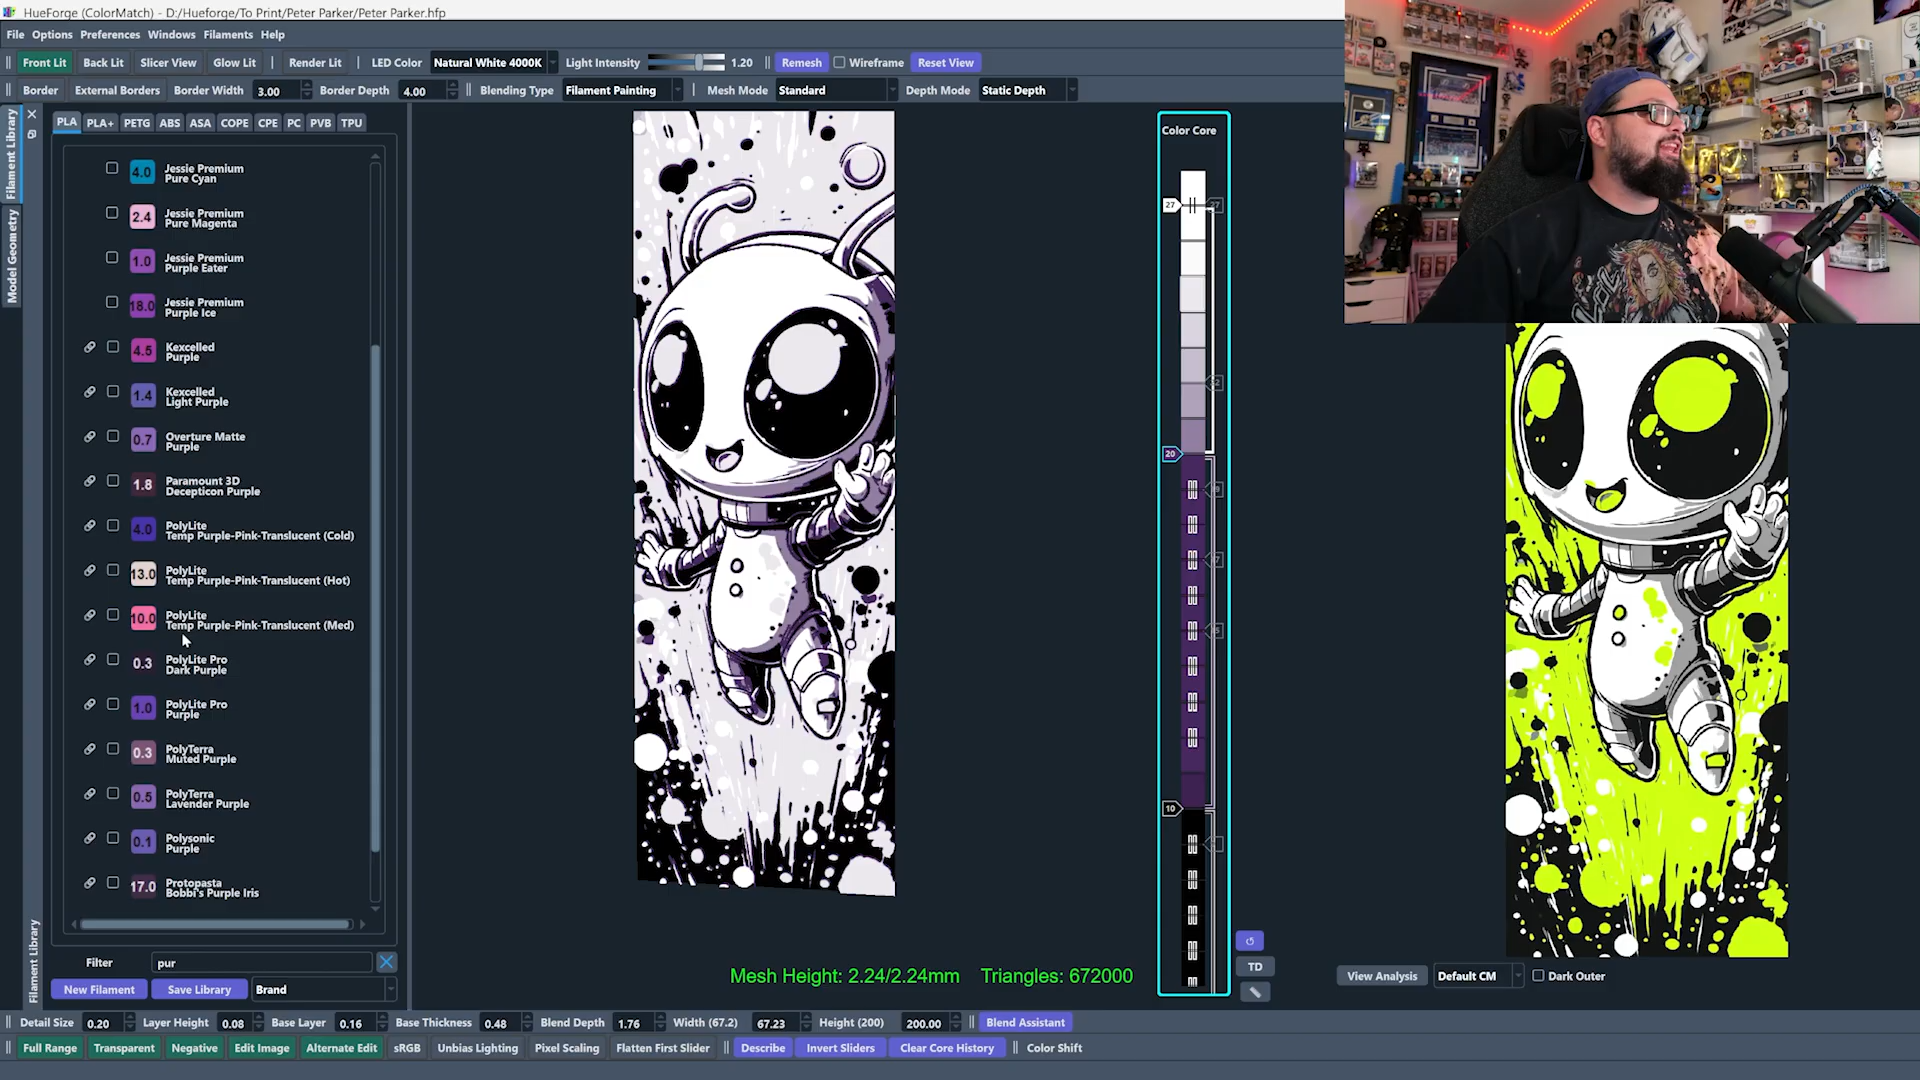 HueForge (ColorMatch) - D:/Hueforge/To Print/Peter Parker/Peter Parker.hfp
File Options Preferences Windows Filaments Help
Front Lit Back Lit Slicer View Glow Lit Render Lit LED Color Natural White 4000K Light Intensity 1.20 Remesh Wireframe Reset View
Border External Borders Border Width 3.00 Border Depth 4.00 Blending Type Filament Painting Mesh Mode Standard Depth Mode Static Depth
Filament Library
Model Geometry
PLA PLA+ PETG ABS ASA COPE CPE PC PVB TPU
4.0 Jessie Premium
Pure Cyan
2.4 Jessie Premium
Pure Magenta
1.0 Jessie Premium
Purple Eater
18.0 Jessie Premium
Purple Ice
4.5 Kexcelled
Purple
1.4 Kexcelled
Light Purple
0.7 Overture Matte
Purple
1.8 Paramount 3D
Decepticon Purple
4.0 PolyLite
Temp Purple-Pink-Translucent (Cold)
13.0 PolyLite
Temp Purple-Pink-Translucent (Hot)
10.0 PolyLite
Temp Purple-Pink-Translucent (Med)
0.3 PolyLite Pro
Dark Purple
1.0 PolyLite Pro
Purple
0.3 PolyTerra
Muted Purple
0.5 PolyTerra
Lavender Purple
0.1 Polysonic
Purple
17.0 Protopasta
Bobbi's Purple Iris
Filter pur
New Filament Save Library Brand
Filament Library
Color Core
27
20
10
TD
Mesh Height: 2.24/2.24mm Triangles: 672000
View Analysis Default CM Dark Outer
Detail Size 0.20 Layer Height 0.08 Base Layer 0.16 Base Thickness 0.48 Blend Depth 1.76 Width (67.2) 67.23 Height (200) 200.00 Blend Assistant
Full Range Transparent Negative Edit Image Alternate Edit sRGB Unbias Lighting Pixel Scaling Flatten First Slider Describe Invert Sliders Clear Core History Color Shift